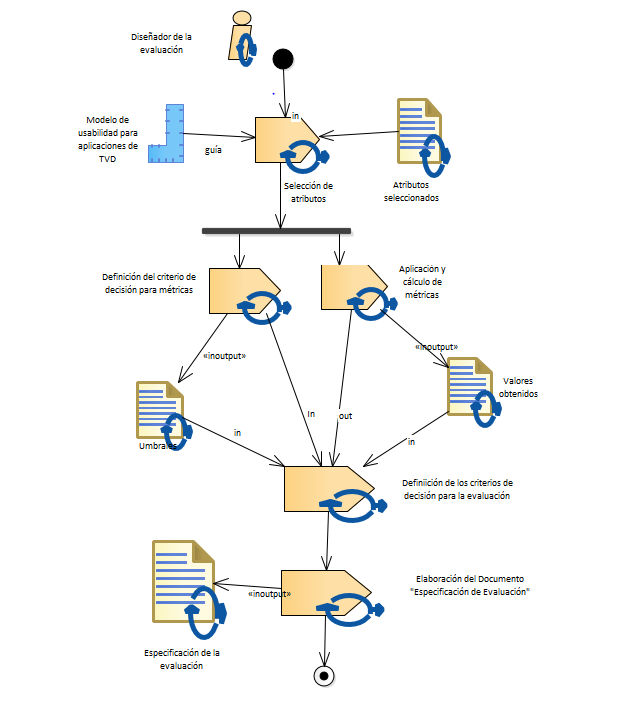 Diseñador de la
evaluación
in
Modelo de
usabilidad para
aplicaciones de
TVD
guía
Selección de
atributos
Atributos
seleccionados
Definición del criterio de
decisión para métricas
Aplicación y
cálculo de
métricas
«inoutput»
«inoutput»
Valores
obtenidos
Umbrales
in
In
out
in
Definiición de los criterios de
decisión para la evaluación
Elaboración del Documento
"Especificación de Evaluación"
«inoutput»
Especificación de la
evaluación